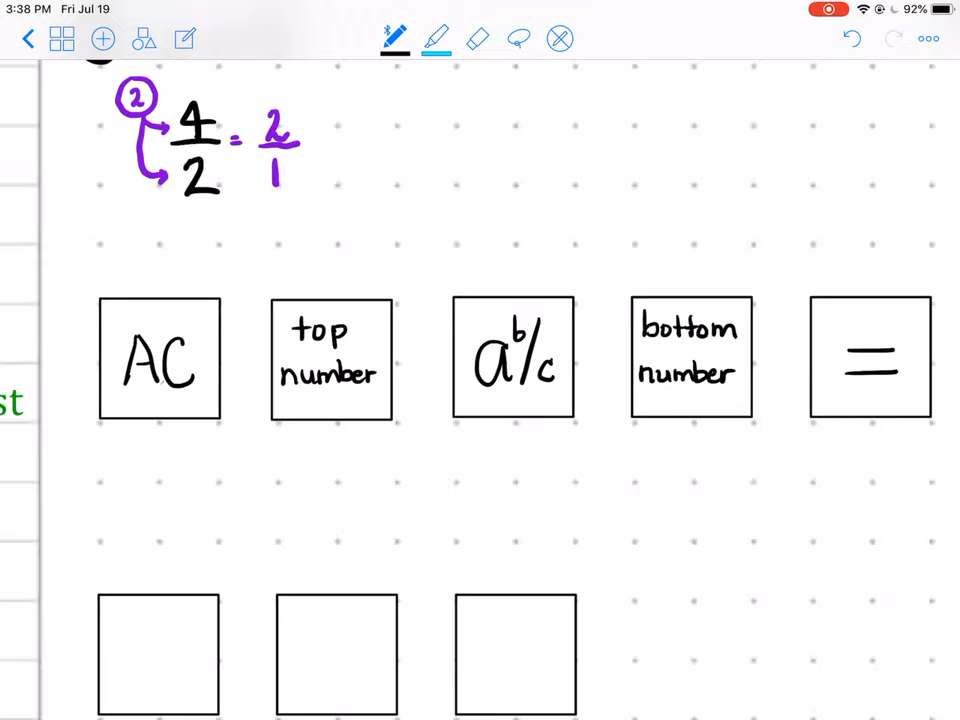 3:38 PM Fri Jul 19
92%
2
4/2 = 2/1
AC
top
number
a b/c
bottom
number
=
st